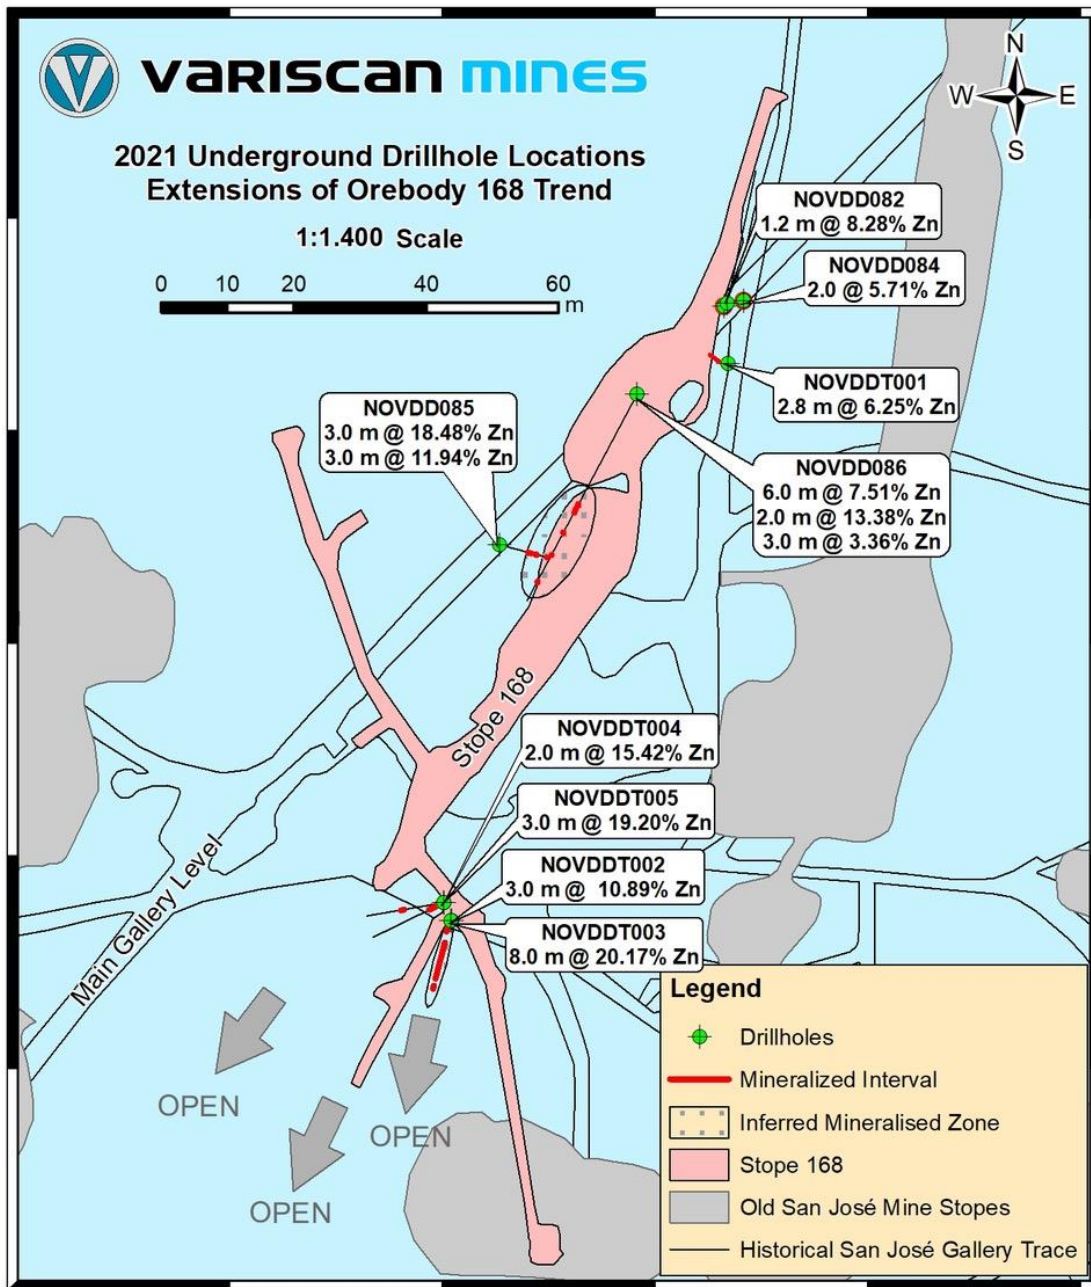 VARISCAN MINES
N
W E
S
2021 Underground Drillhole Locations
Extensions of Orebody 168 Trend
1:1.400 Scale
0 10 20 40 60
m
NOVDD082
1.2 m @ 8.28% Zn
NOVDD084
2.0 @ 5.71% Zn
NOVDDT001
2.8 m @ 6.25% Zn
NOVDD085
3.0 m @ 18.48% Zn
3.0 m @ 11.94% Zn
NOVDD086
6.0 m @ 7.51% Zn
2.0 m @ 13.38% Zn
3.0 m @ 3.36% Zn
Stope 168
NOVDDT004
2.0 m @ 15.42% Zn
NOVDDT005
3.0 m @ 19.20% Zn
NOVDDT002
3.0 m @ 10.89% Zn
NOVDDT003
8.0 m @ 20.17% Zn
Main Gallery Level
OPEN
OPEN
OPEN
Legend
Drillholes
Mineralized Interval
Inferred Mineralised Zone
Stope 168
Old San José Mine Stopes
Historical San José Gallery Trace